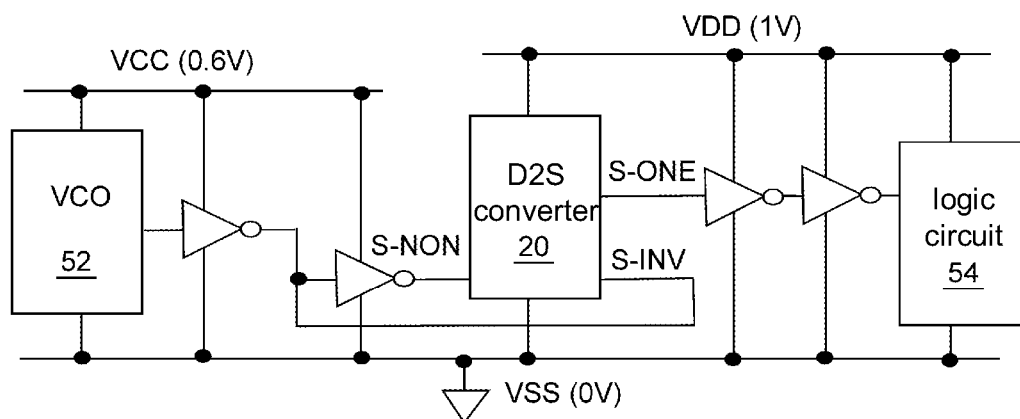 VDD (1V)
VCC (0.6V)
VCO
52
S-NON
D2S
converter
20
S-ONE
S-INV
logic
circuit
54
VSS (0V)